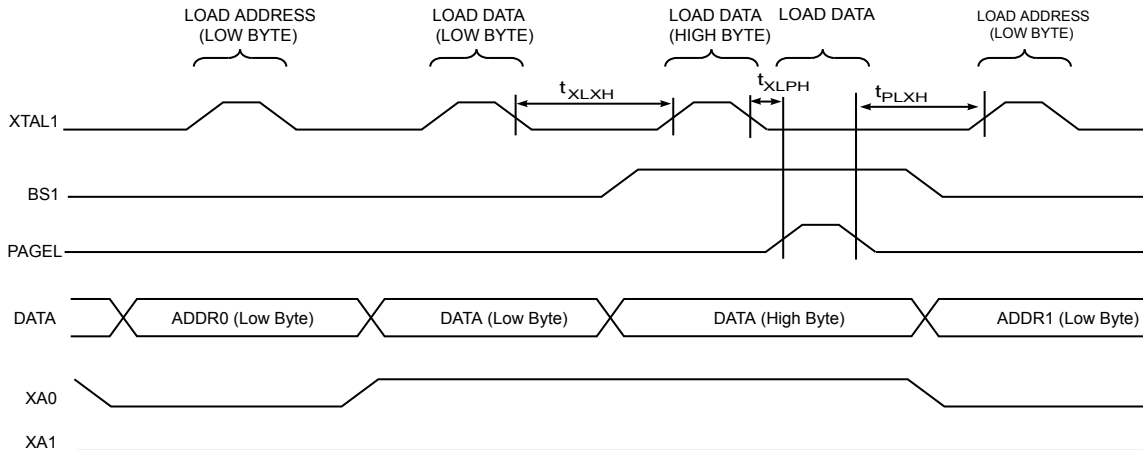 LOAD ADDRESS
(LOW BYTE)
LOAD DATA
(LOW BYTE)
LOAD DATA
(HIGH BYTE)
LOAD DATA
LOAD ADDRESS
(LOW BYTE)
XTAL1
tXLXH
tXLPH
tPLXH
BS1
PAGEL
DATA
ADDR0 (Low Byte)
DATA (Low Byte)
DATA (High Byte)
ADDR1 (Low Byte)
XA0
XA1